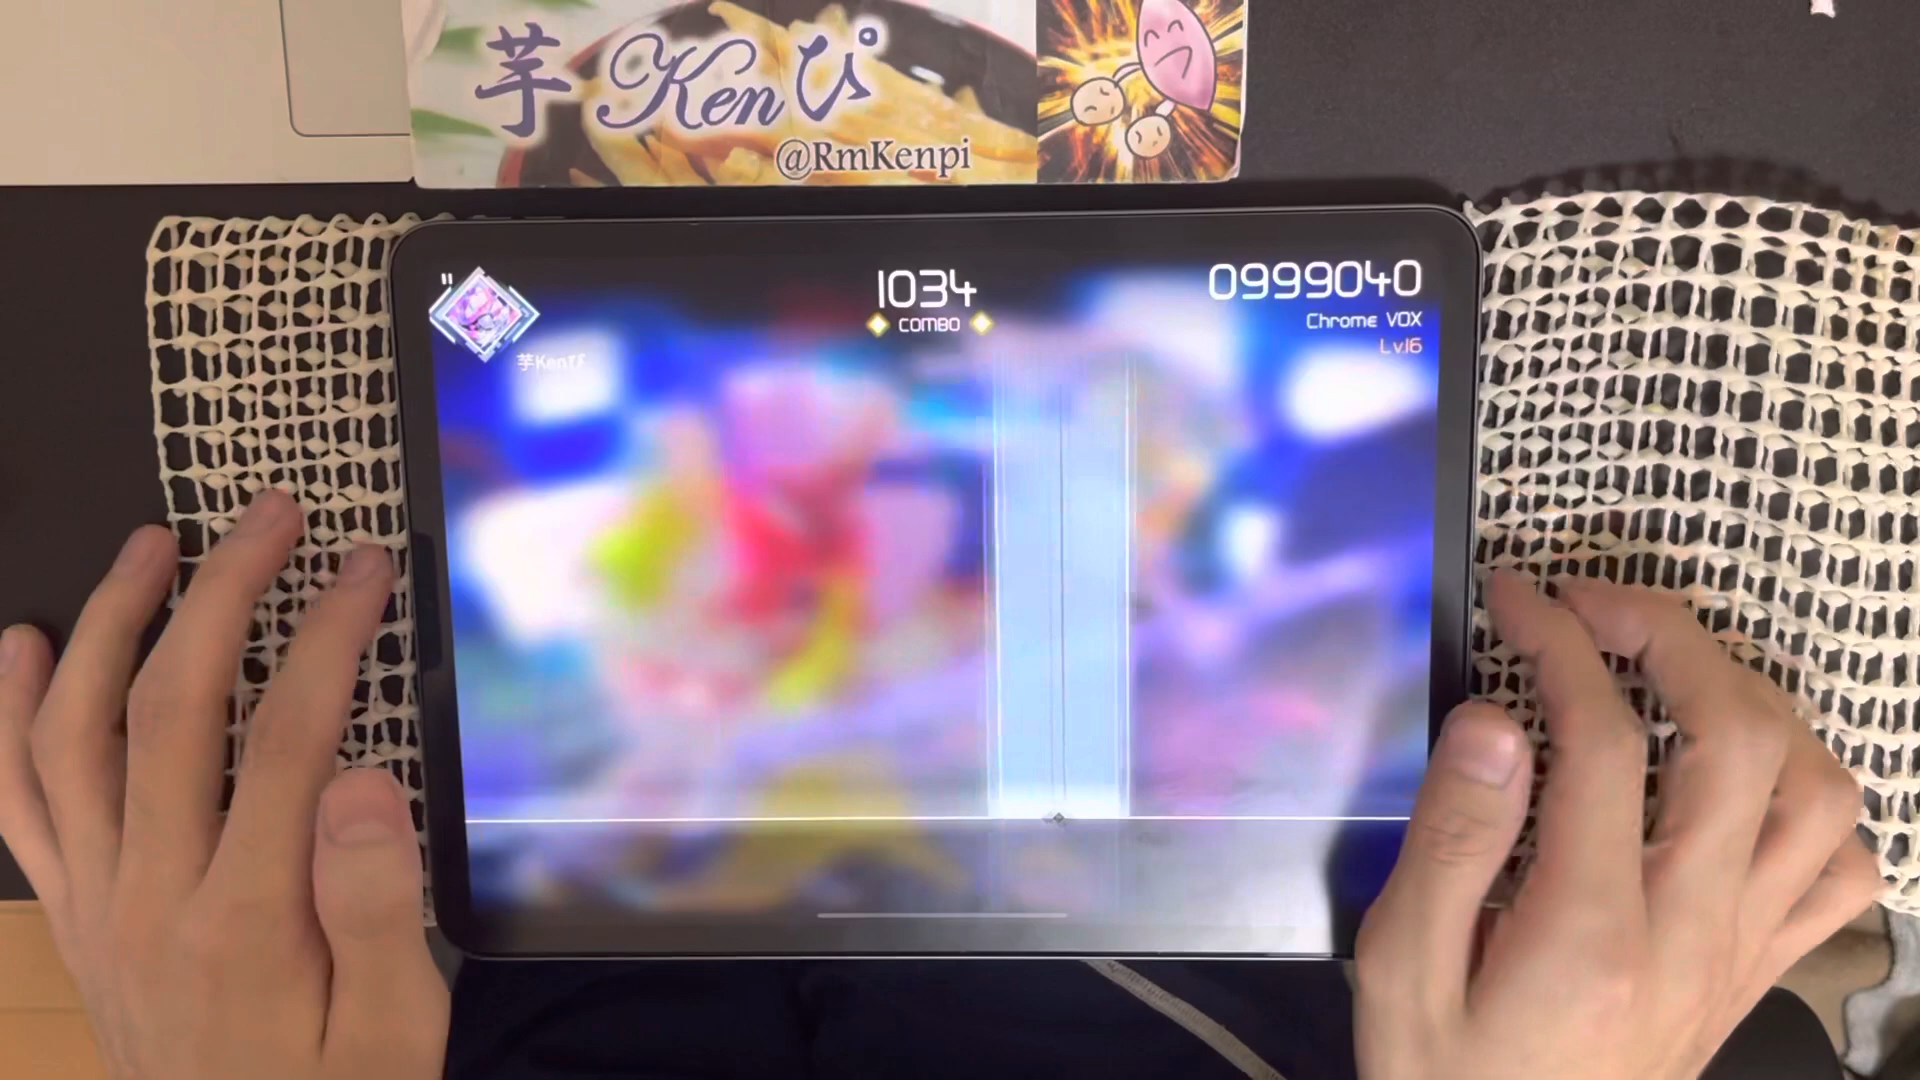 芋Kenぴ
@RmKenpi
1034
COMBO
0999040
Chrome VOX
Lv.16
芋Kenぴ